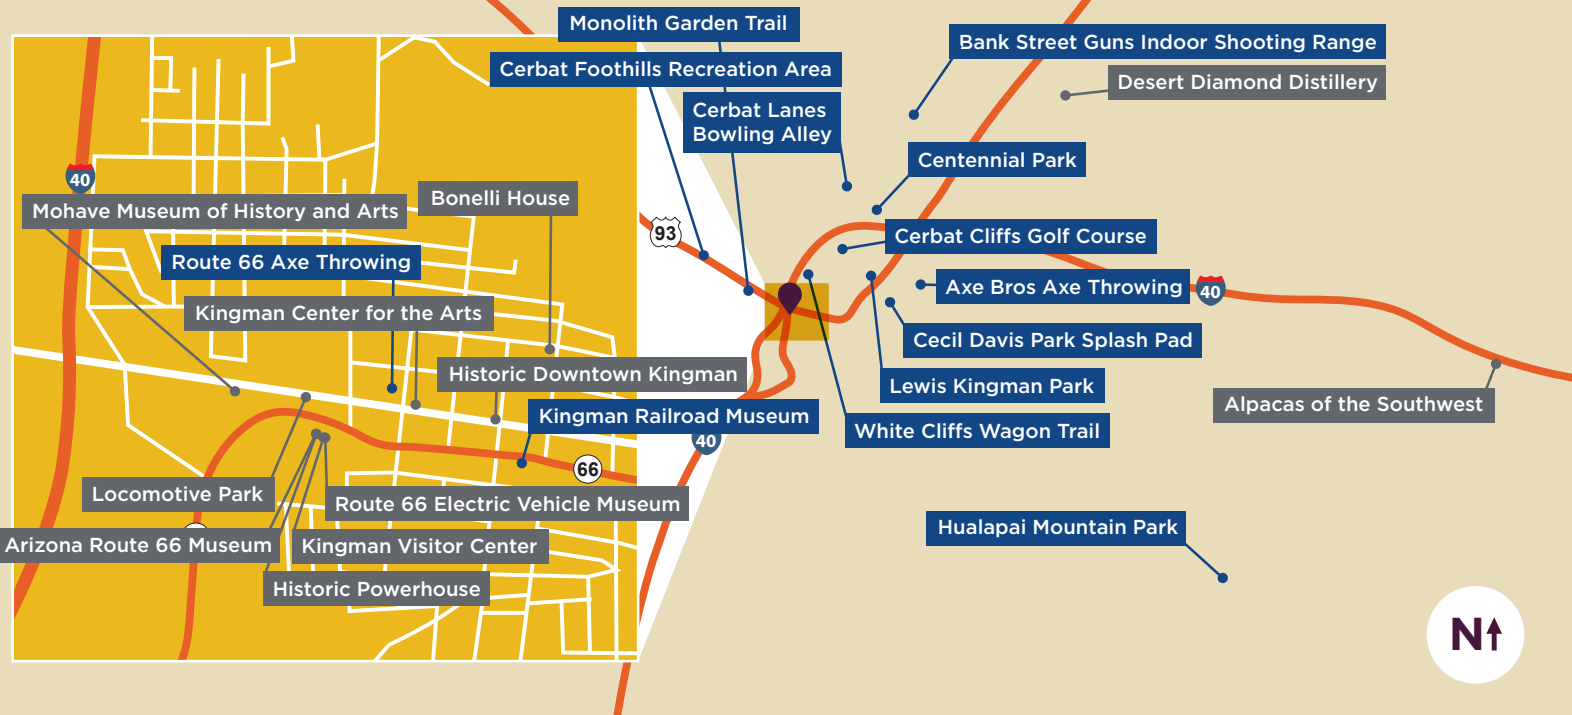 Monolith Garden Trail
Bank Street Guns Indoor Shooting Range
Cerbat Foothills Recreation Area
Desert Diamond Distillery
Cerbat Lanes
Bowling Alley
Centennial Park
40
Bonelli House
Mohave Museum of History and Arts
93
Cerbat Cliffs Golf Course
Route 66 Axe Throwing
Axe Bros Axe Throwing
40
Kingman Center for the Arts
Cecil Davis Park Splash Pad
Historic Downtown Kingman
Lewis Kingman Park
Alpacas of the Southwest
Kingman Railroad Museum
White Cliffs Wagon Trail
40
66
Locomotive Park
Route 66 Electric Vehicle Museum
Hualapai Mountain Park
Arizona Route 66 Museum
Kingman Visitor Center
Historic Powerhouse
N